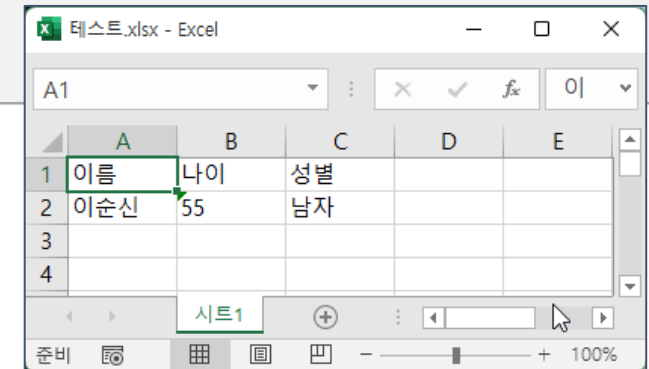 테스트.xlsx - Excel
A1 fx 이
A B C D E
1 이름 나이 성별
2 이순신 55 남자
3
4
시트1
준비 100%